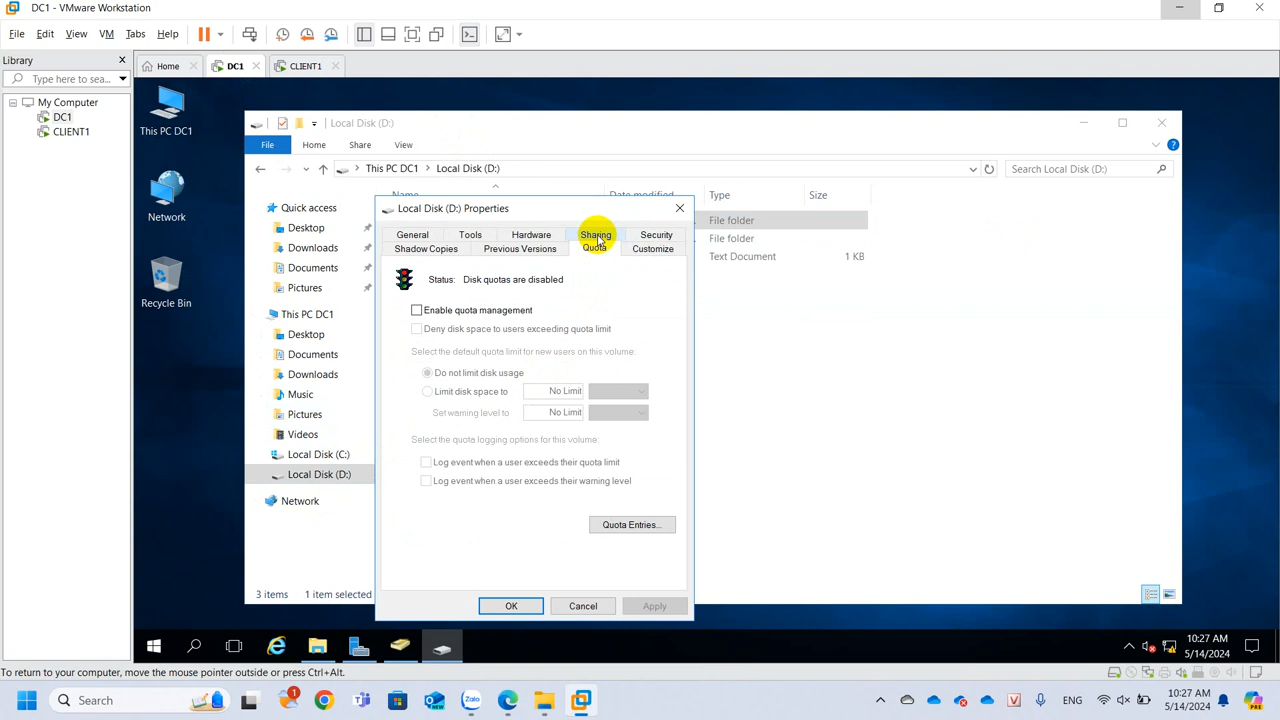 DC1 - VMware Workstation
File Edit View VM Tabs Help
Library
Type here to sea...
Home DC1 CLIENT1
My Computer
DC1
CLIENT1
This PC DC1
Network
Recycle Bin
Local Disk (D:)
File Home Share View
This PC DC1 Local Disk (D:)
Search Local Disk (D:)
Name Date modified Type Size
Quick access
Desktop
Downloads
Documents
Pictures
This PC DC1
Desktop
Documents
Downloads
Music
Pictures
Videos
Local Disk (C:)
Local Disk (D:)
Network
File folder
File folder
Text Document 1 KB
3 items 1 item selected
Local Disk (D:) Properties
General Tools Hardware Sharing Security
Shadow Copies Previous Versions Quota Customize
Status: Disk quotas are disabled
Enable quota management
Deny disk space to users exceeding quota limit
Select the default quota limit for new users on this volume:
Do not limit disk usage
Limit disk space to No Limit
Set warning level to No Limit
Select the quota logging options for this volume:
Log event when a user exceeds their quota limit
Log event when a user exceeds their warning level
Quota Entries...
OK Cancel Apply
10:27 AM
5/14/2024
To return to your computer, move the mouse pointer outside or press Ctrl+Alt.
Search
1
Zalo
Zalo
V
ENG
10:27 AM
5/14/2024
PRE